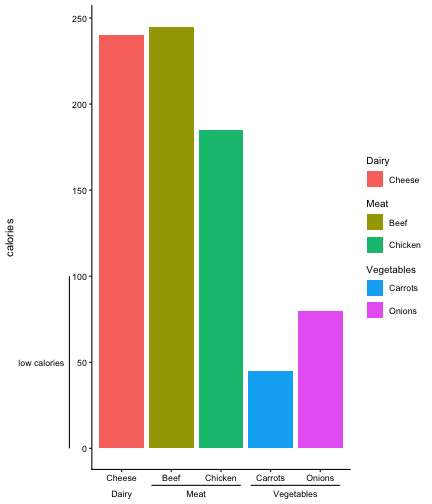 250
200
150
100
50
0
calories
low calories
Cheese Beef Chicken Carrots Onions
Dairy Meat Vegetables
Dairy
Cheese
Meat
Beef
Chicken
Vegetables
Carrots
Onions